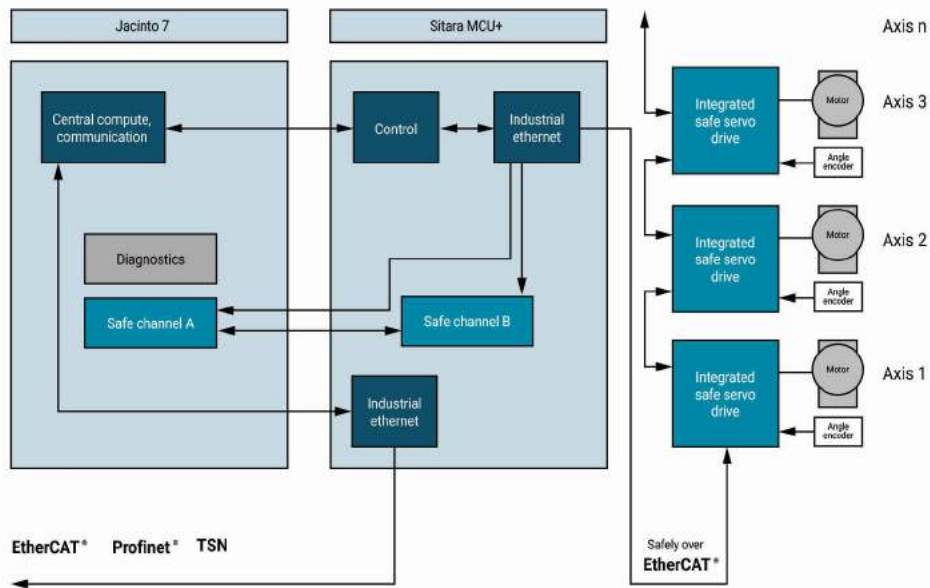 Jacinto 7
Sitara MCU+
Axis n
Central compute,
communication
Control
Industrial
ethernet
Integrated
safe servo
drive
Motor
Axis 3
Angle
encoder
Diagnostics
Integrated
safe servo
drive
Motor
Axis 2
Angle
encoder
Safe channel A
Safe channel B
Integrated
safe servo
drive
Motor
Axis 1
Angle
encoder
Industrial
ethernet
EtherCAT® Profinet® TSN
Safely over
EtherCAT®